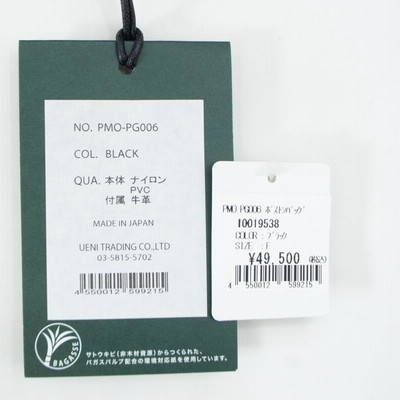 NO. PMO-PG006
COL. BLACK
QUA. 本体 ナイロン
PVC
付属 牛革
MADE IN JAPAN
UENI TRADING CO.,LTD
03-5815-5702
4 550012 599215
BAGASSE
サトウキビ(非木材資源)からつくられた、
バガスパルプ配合の環境対応紙を使用しています。
PMO PG006 ボストンバッグ
10019538
COLOR : ブラック
SIZE : F
¥49,500 (税込)
4 550012 599215